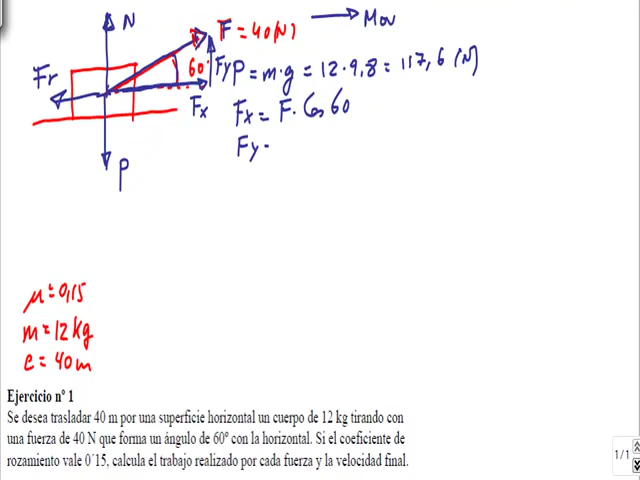 N
F = 40(N)
Mov
Fr
60°
Fy
P = m·g = 12·9,8 = 117,6 (N)
Fx
Fx = F·Cos 60
Fy =
P
μ = 0,15
m = 12 kg
e = 40 m
Ejercicio nº 1
Se desea trasladar 40 m por una superficie horizontal un cuerpo de 12 kg tirando con
una fuerza de 40 N que forma un ángulo de 60º con la horizontal. Si el coeficiente de
rozamiento vale 0´15, calcula el trabajo realizado por cada fuerza y la velocidad final.
1/1